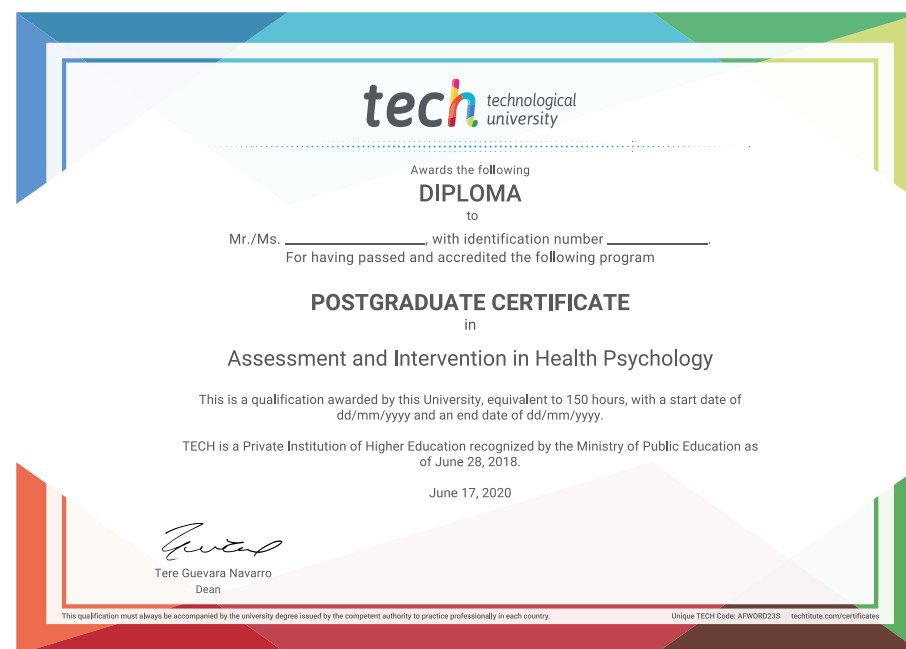 tech technological
university
Awards the following
DIPLOMA
to
Mr./Ms. ____________, with identification number ____________.
For having passed and accredited the following program
POSTGRADUATE CERTIFICATE
in
Assessment and Intervention in Health Psychology
This is a qualification awarded by this University, equivalent to 150 hours, with a start date of
dd/mm/yyyy and an end date of dd/mm/yyyy.
TECH is a Private Institution of Higher Education recognized by the Ministry of Public Education as
of June 28, 2018.
June 17, 2020
Tere Guevara Navarro
Dean
This qualification must always be accompanied by the university degree issued by the competent authority to practice professionally in each country.
Unique TECH Code: AFWORD23S techtitute.com/certificates